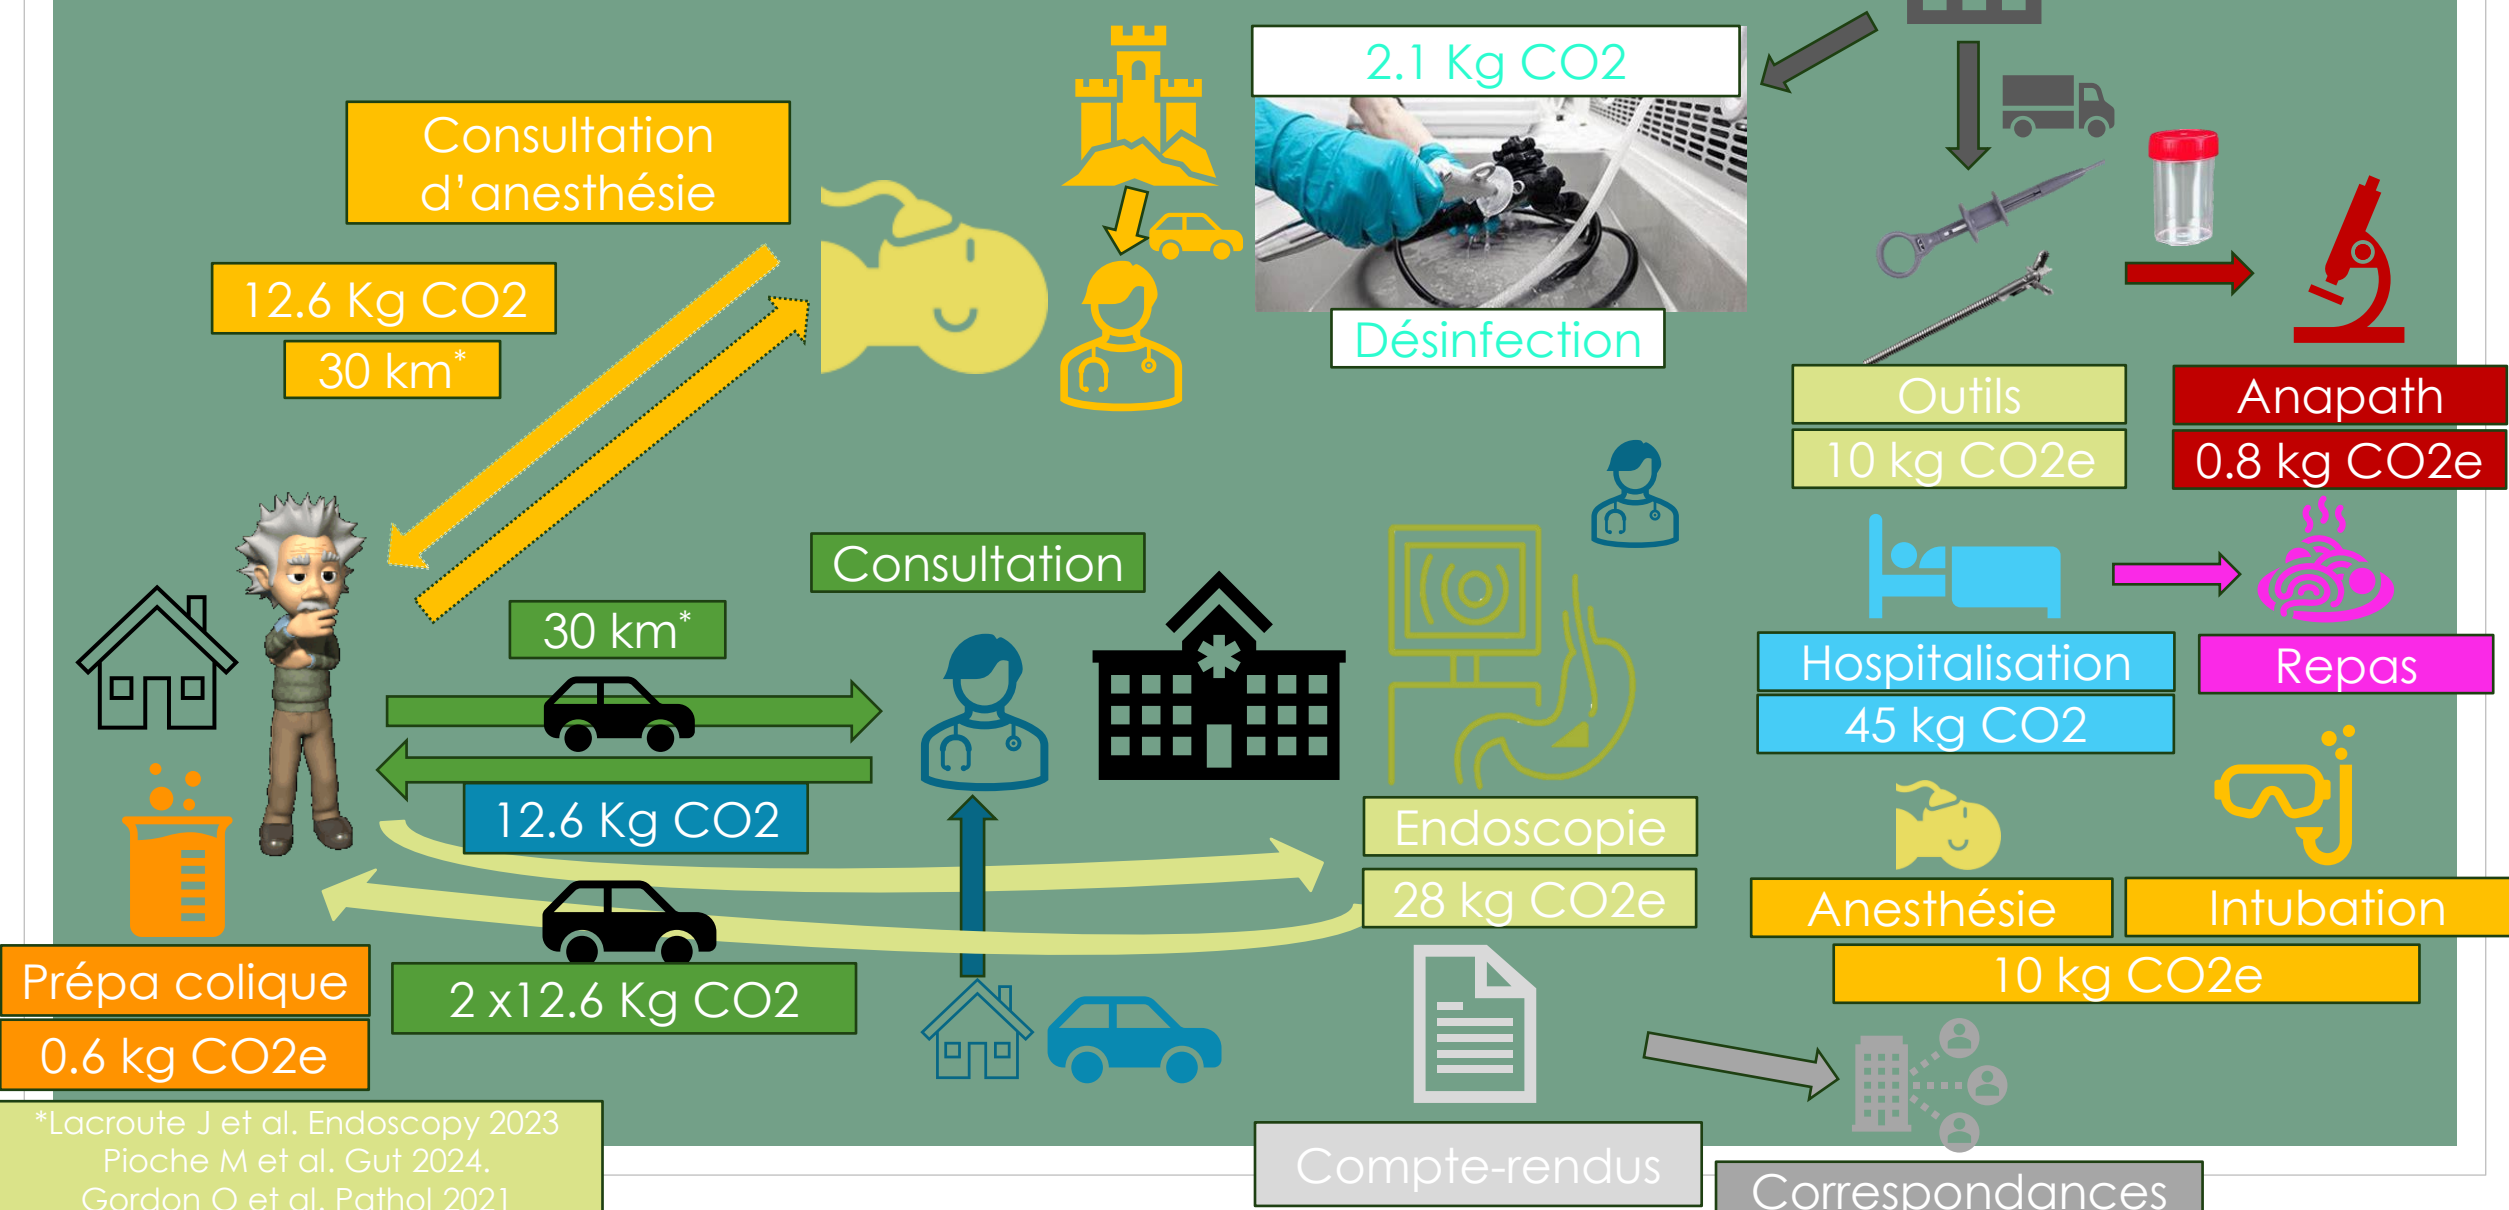 2.1 Kg CO2
Consultation
d'anesthésie
12.6 Kg CO2
30 km*
Désinfection
Outils
10 kg CO2e
Anapath
0.8 kg CO2e
Consultation
30 km*
12.6 Kg CO2
Hospitalisation
45 kg CO2
Repas
Endoscopie
28 kg CO2e
Anesthésie
Intubation
10 kg CO2e
Prépa colique
0.6 kg CO2e
2 x12.6 Kg CO2
*Lacroute J et al. Endoscopy 2023
Pioche M et al. Gut 2024.
Gordon O et al. Pathol 2021
Compte-rendus
Correspondances